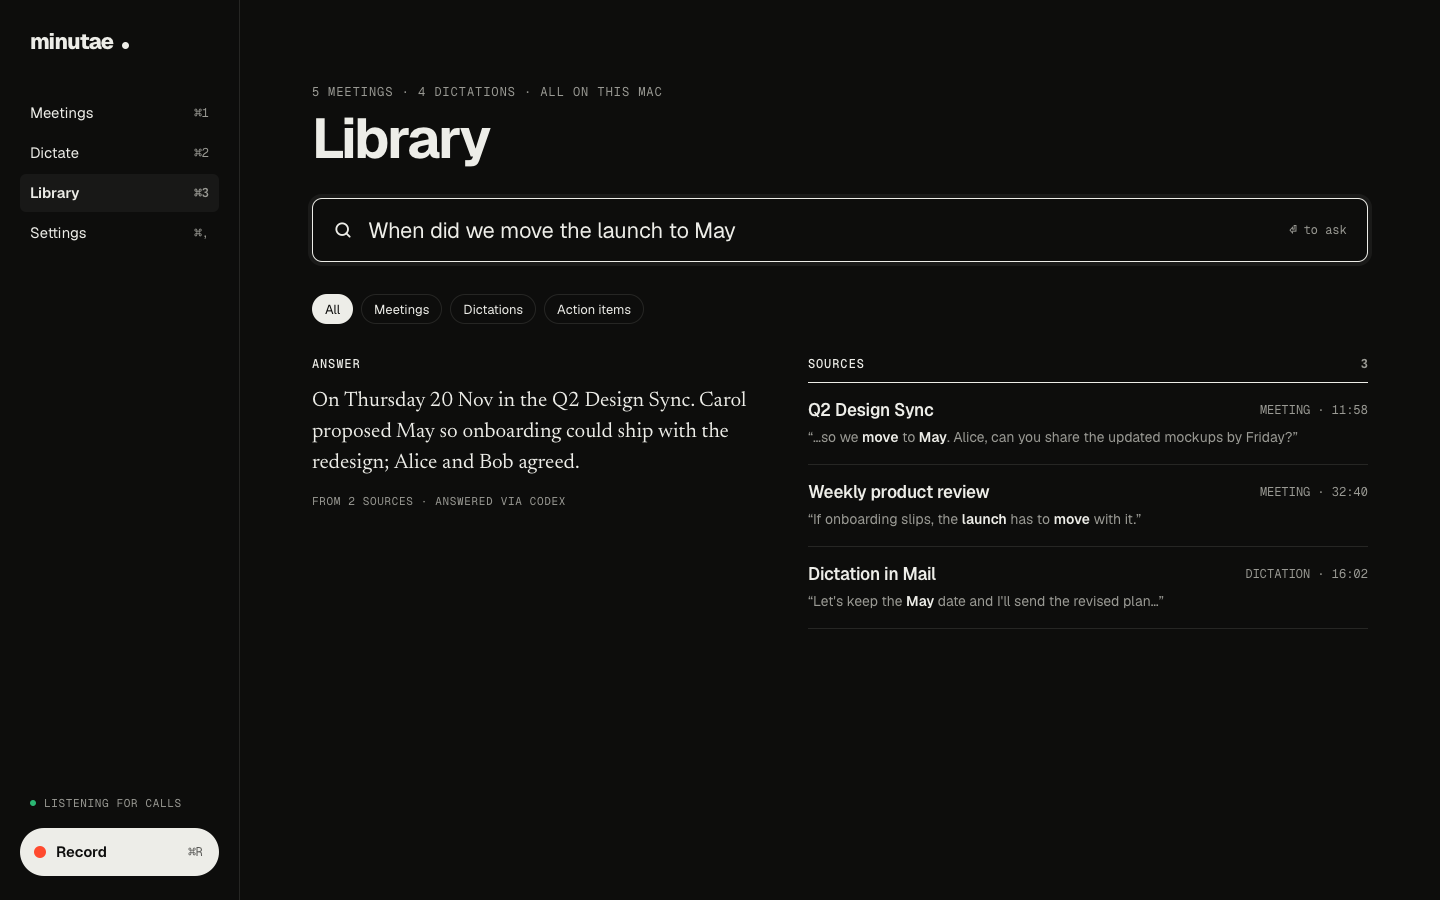 minutae
Meetings ⌘1
Dictate ⌘2
Library ⌘3
Settings ⌘,
LISTENING FOR CALLS
Record ⌘R
5 MEETINGS · 4 DICTATIONS · ALL ON THIS MAC
Library
When did we move the launch to May
⏎ to ask
All Meetings Dictations Action items
ANSWER
On Thursday 20 Nov in the Q2 Design Sync. Carol
proposed May so onboarding could ship with the
redesign; Alice and Bob agreed.
FROM 2 SOURCES · ANSWERED VIA CODEX
SOURCES 3
Q2 Design Sync MEETING · 11:58
“…so we move to May. Alice, can you share the updated mockups by Friday?”
Weekly product review MEETING · 32:40
“If onboarding slips, the launch has to move with it.”
Dictation in Mail DICTATION · 16:02
“Let's keep the May date and I'll send the revised plan…”